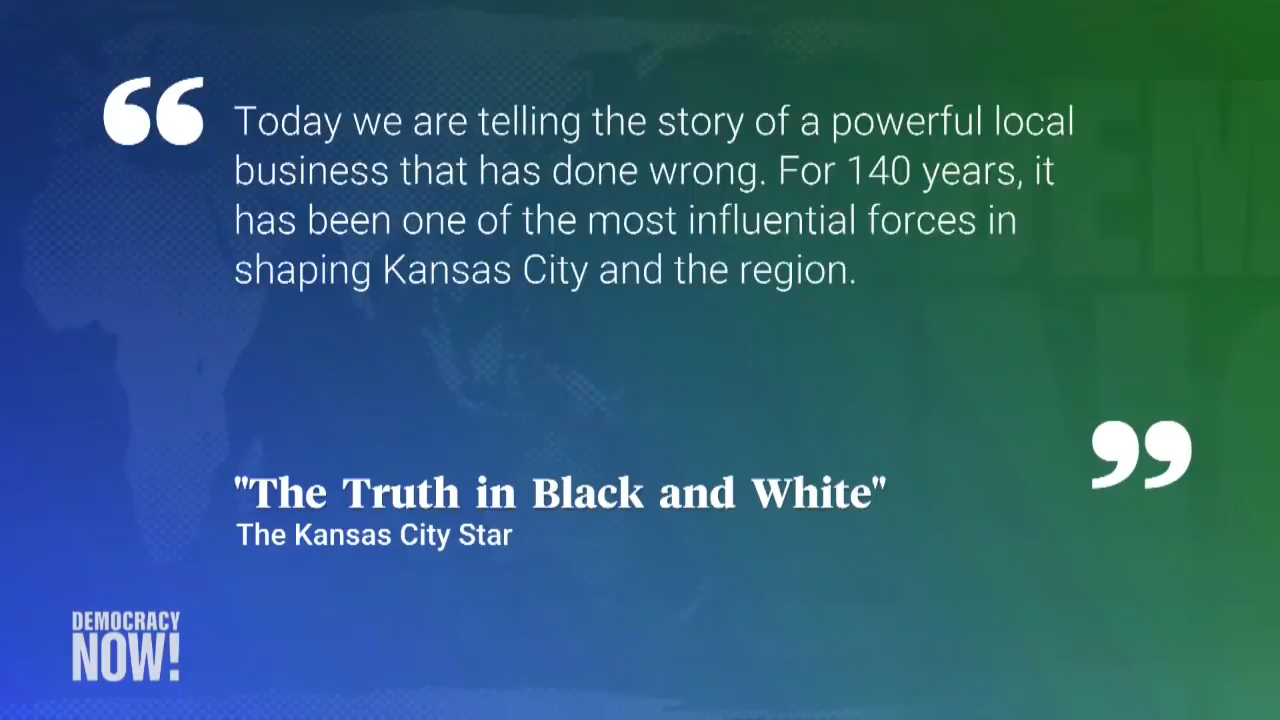 Today we are telling the story of a powerful local
business that has done wrong. For 140 years, it
has been one of the most influential forces in
shaping Kansas City and the region.
"The Truth in Black and White"
The Kansas City Star
DEMOCRACY
NOW!